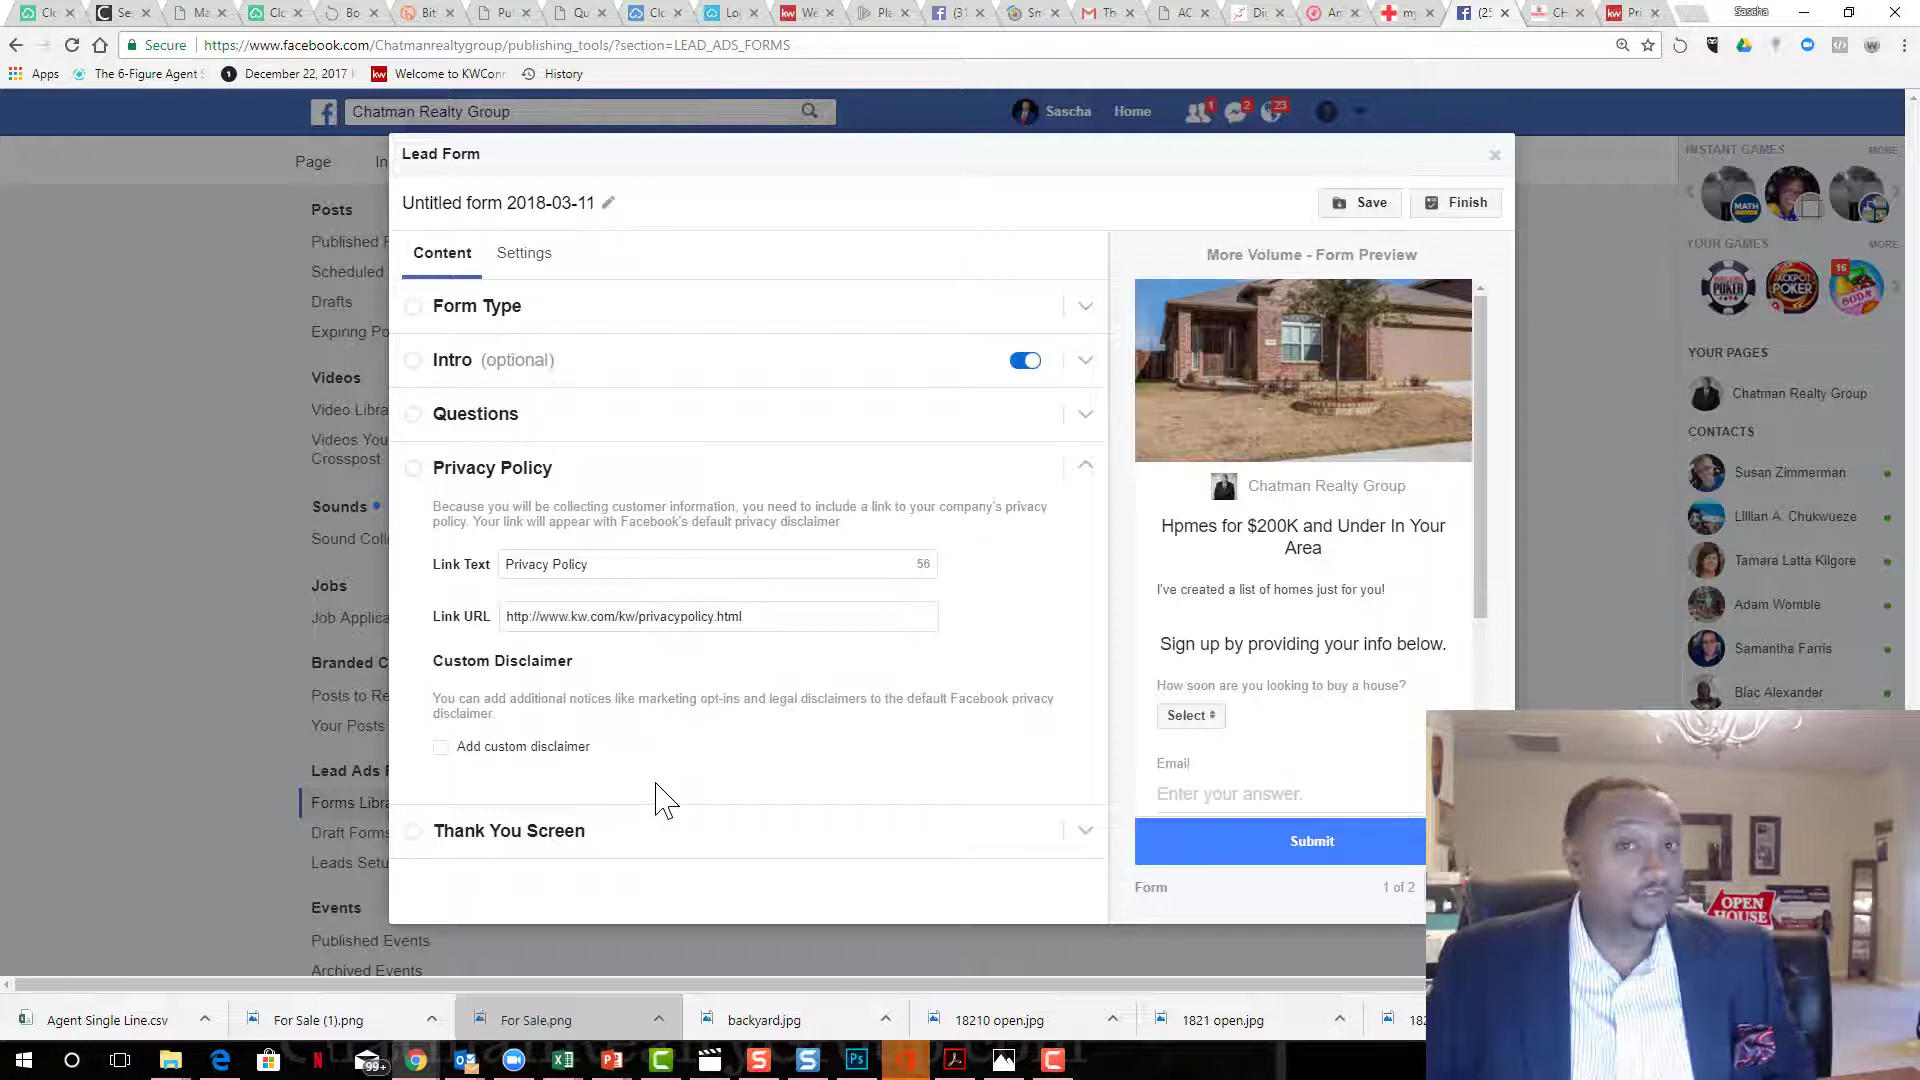 Sascha
Secure
https://www.facebook.com/Chatmanrealtygroup/publishing_tools/?section=LEAD_ADS_FORMS
Apps
The 6-Figure Agent
December 22, 2017
Welcome to KWConn
History
Chatman Realty Group
Sascha
Home
1
2
23
Page
Lead Form
INSTANT GAMES
MORE
Untitled form 2018-03-11
Save
Finish
Posts
Published
Scheduled
Drafts
Expiring Po
Content
Settings
More Volume - Form Preview
YOUR GAMES
MORE
Form Type
Intro (optional)
Questions
Privacy Policy
Because you will be collecting customer information, you need to include a link to your company's privacy
policy. Your link will appear with Facebook's default privacy disclaimer
Link Text
Privacy Policy
56
Link URL
http://www.kw.com/kw/privacypolicy.html
Custom Disclaimer
You can add additional notices like marketing opt-ins and legal disclaimers to the default Facebook privacy
disclaimer.
Add custom disclaimer
Thank You Screen
Videos
Video Libra
Videos You
Crosspost
Sounds
Sound Coll
Jobs
Job Applic
Branded C
Posts to Re
Your Posts
Lead Ads F
Forms Libra
Draft Forms
Leads Setu
Events
Published Events
Archived Events
Chatman Realty Group
Hpmes for $200K and Under In Your
Area
I've created a list of homes just for you!
Sign up by providing your info below.
How soon are you looking to buy a house?
Select
Email
Enter your answer.
Submit
Form
1 of 2
YOUR PAGES
Chatman Realty Group
CONTACTS
Susan Zimmerman
Lillian A. Chukwueze
Tamara Latta Kilgore
Adam Womble
Samantha Farris
Blac Alexander
OPEN
HOUSE
Agent Single Line.csv
For Sale (1).png
For Sale.png
backyard.jpg
18210 open.jpg
1821 open.jpg
182
99+